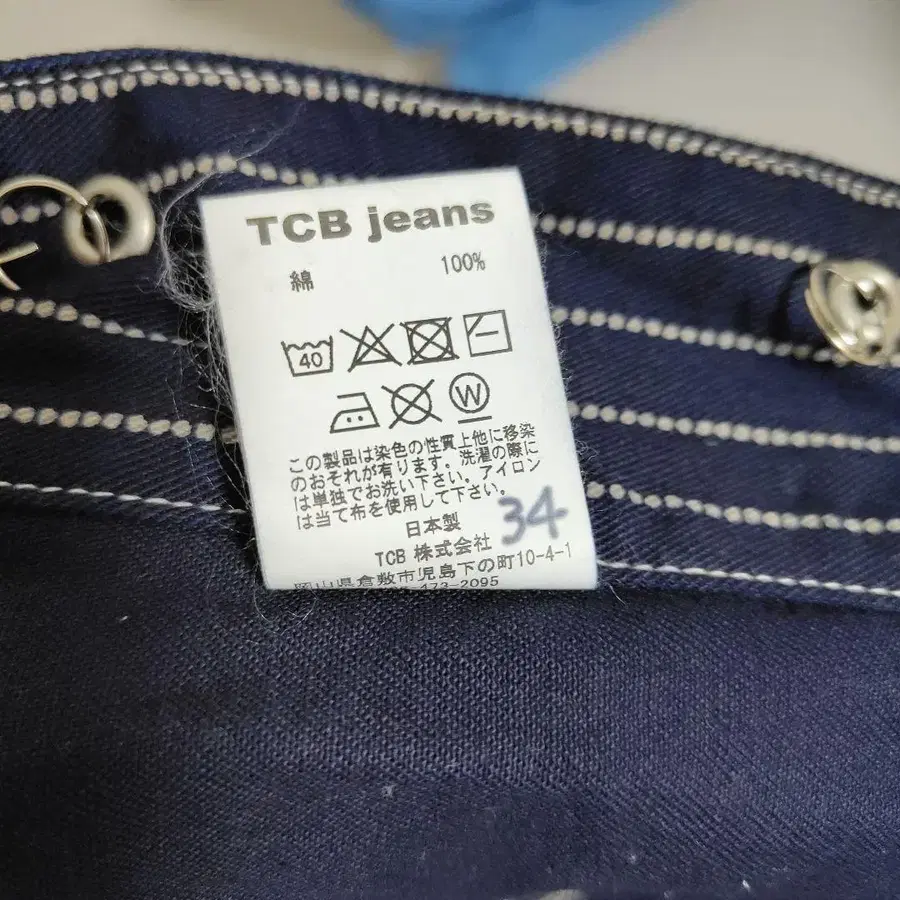 TCB jeans
綿 100%
40
W
この製品は染色の性質上他に移染
のおそれが有ります。洗濯の際に
は単独でお洗い下さい。アイロン
は当て布を使用して下さい。
日本製 34
TCB 株式会社
岡山県倉敷市児島下の町10-4-1
-473-2095